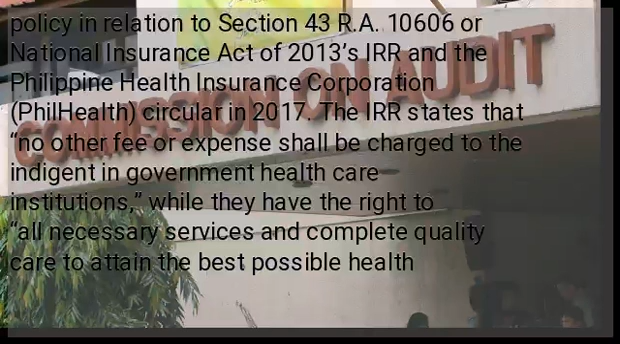 policy in relation to Section 43 R.A. 10606 or
National Insurance Act of 2013's IRR and the
Philippine Health Insurance Corporation
(PhilHealth) circular in 2017. The IRR states that
“no other fee or expense shall be charged to the
indigent in government health care
institutions,” while they have the right to
“all necessary services and complete quality
care to attain the best possible health
COMMISSION ON AUDIT